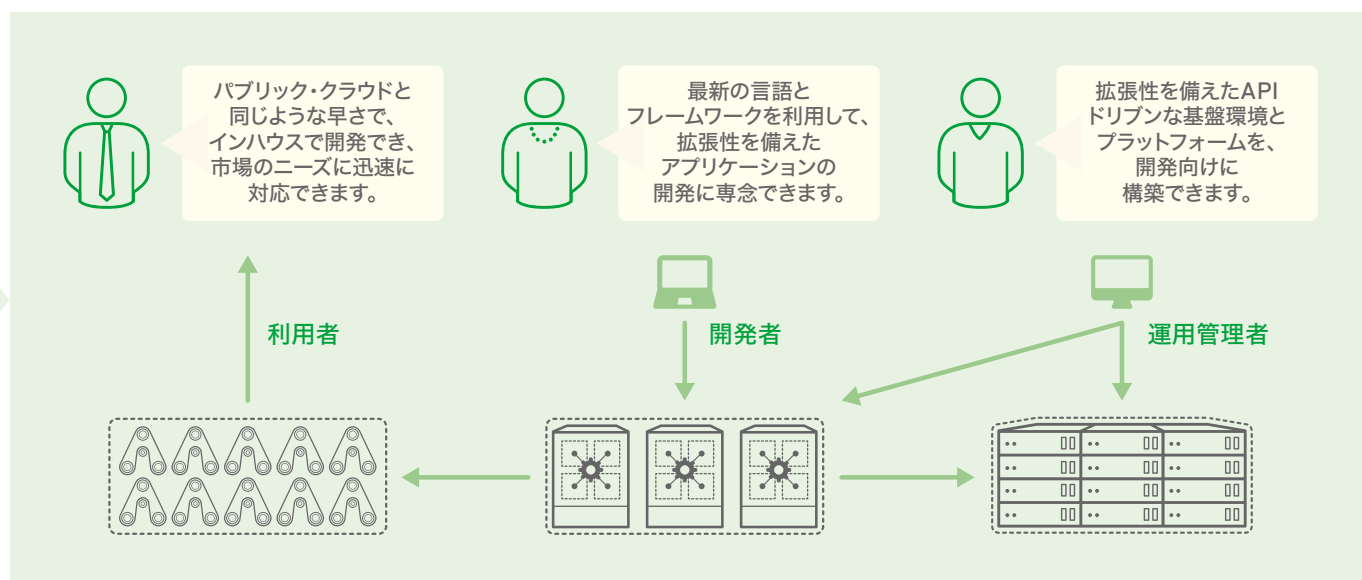 パブリック・クラウドと
同じような早さで、
インハウスで開発でき、
市場のニーズに迅速に
対応できます。
最新の言語と
フレームワークを利用して、
拡張性を備えた
アプリケーションの
開発に専念できます。
拡張性を備えたAPI
ドリブンな基盤環境と
プラットフォームを、
開発向けに
構築できます。
利用者
開発者
運用管理者